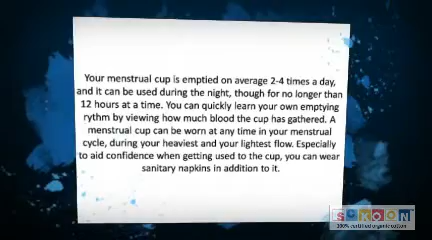 Your menstrual cup is emptied on average 2-4 times a day,
and it can be used during the night, though for no longer than
12 hours at a time. You can quickly learn your own emptying
rythm by viewing how much blood the cup has gathered. A
menstrual cup can be worn at any time in your menstrual
cycle, during your heaviest and your lightest flow. Especially
to aid confidence when getting used to the cup, you can wear
sanitary napkins in addition to it.
100% certified organic cotton